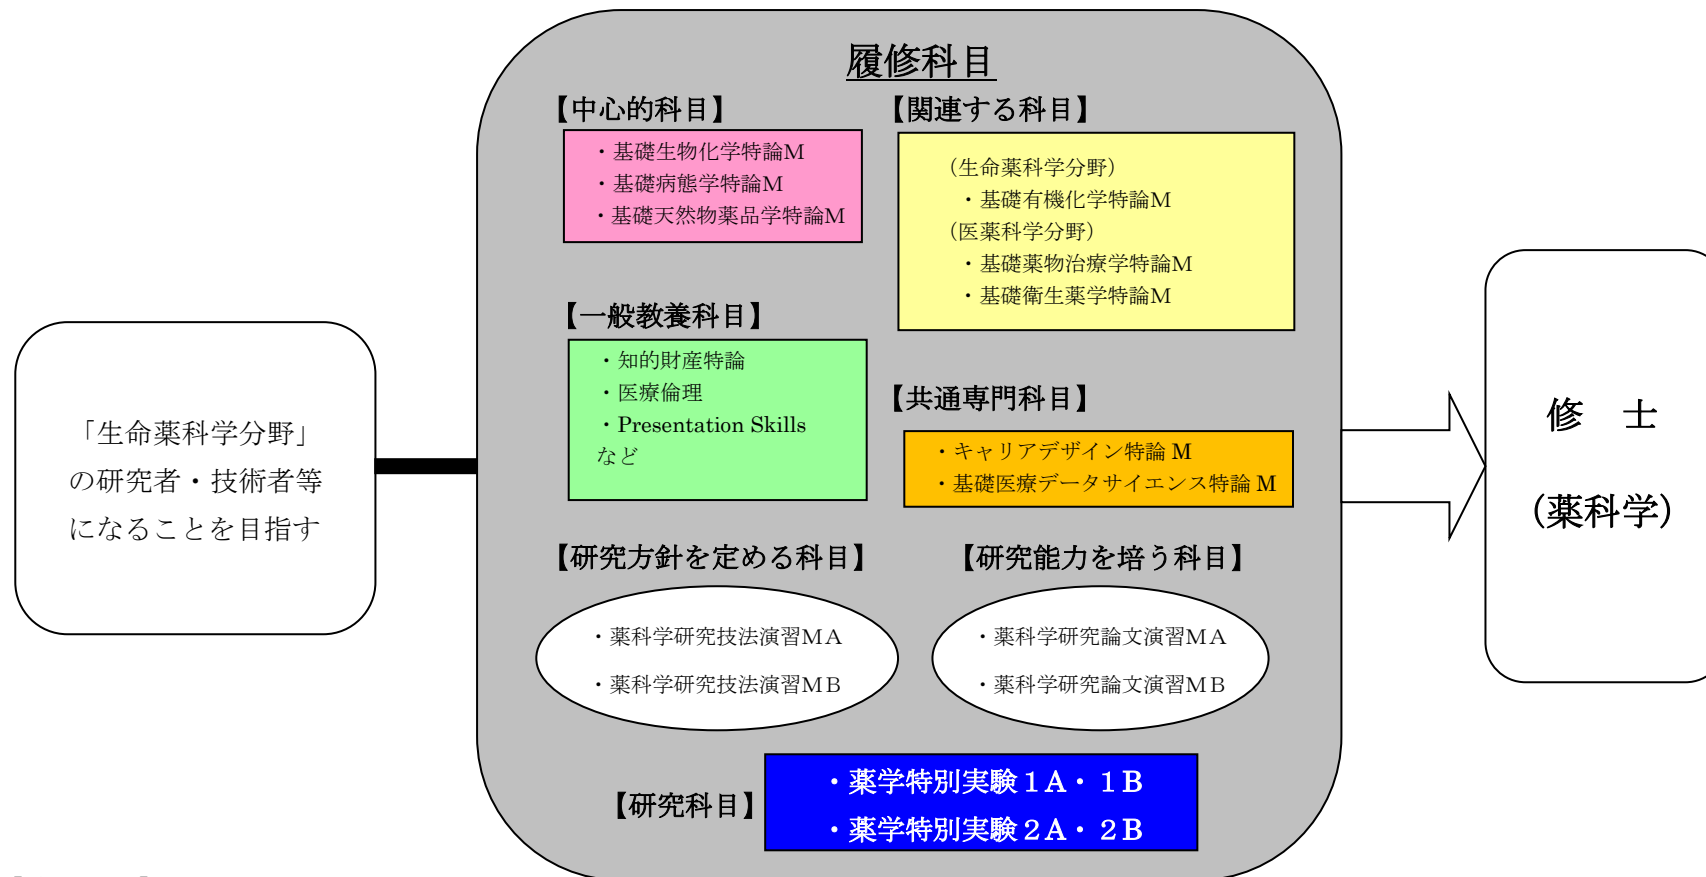 履修科目
【中心的科目】
・基礎生物化学特論M
・基礎病態学特論M
・基礎天然物薬品学特論M
【関連する科目】
（生命薬科学分野）
・基礎有機化学特論M
（医薬科学分野）
・基礎薬物治療学特論M
・基礎衛生薬学特論M
【一般教養科目】
・知的財産特論
・医療倫理
・Presentation Skills
など
【共通専門科目】
・キャリアデザイン特論 M
・基礎医療データサイエンス特論 M
「生命薬科学分野」
の研究者・技術者等
になることを目指す
【研究方針を定める科目】
・薬科学研究技法演習ＭＡ
・薬科学研究技法演習ＭＢ
【研究能力を培う科目】
・薬科学研究論文演習ＭＡ
・薬科学研究論文演習ＭＢ
【研究科目】
・薬学特別実験１Ａ・１Ｂ
・薬学特別実験２Ａ・２Ｂ
修　士
（薬科学）